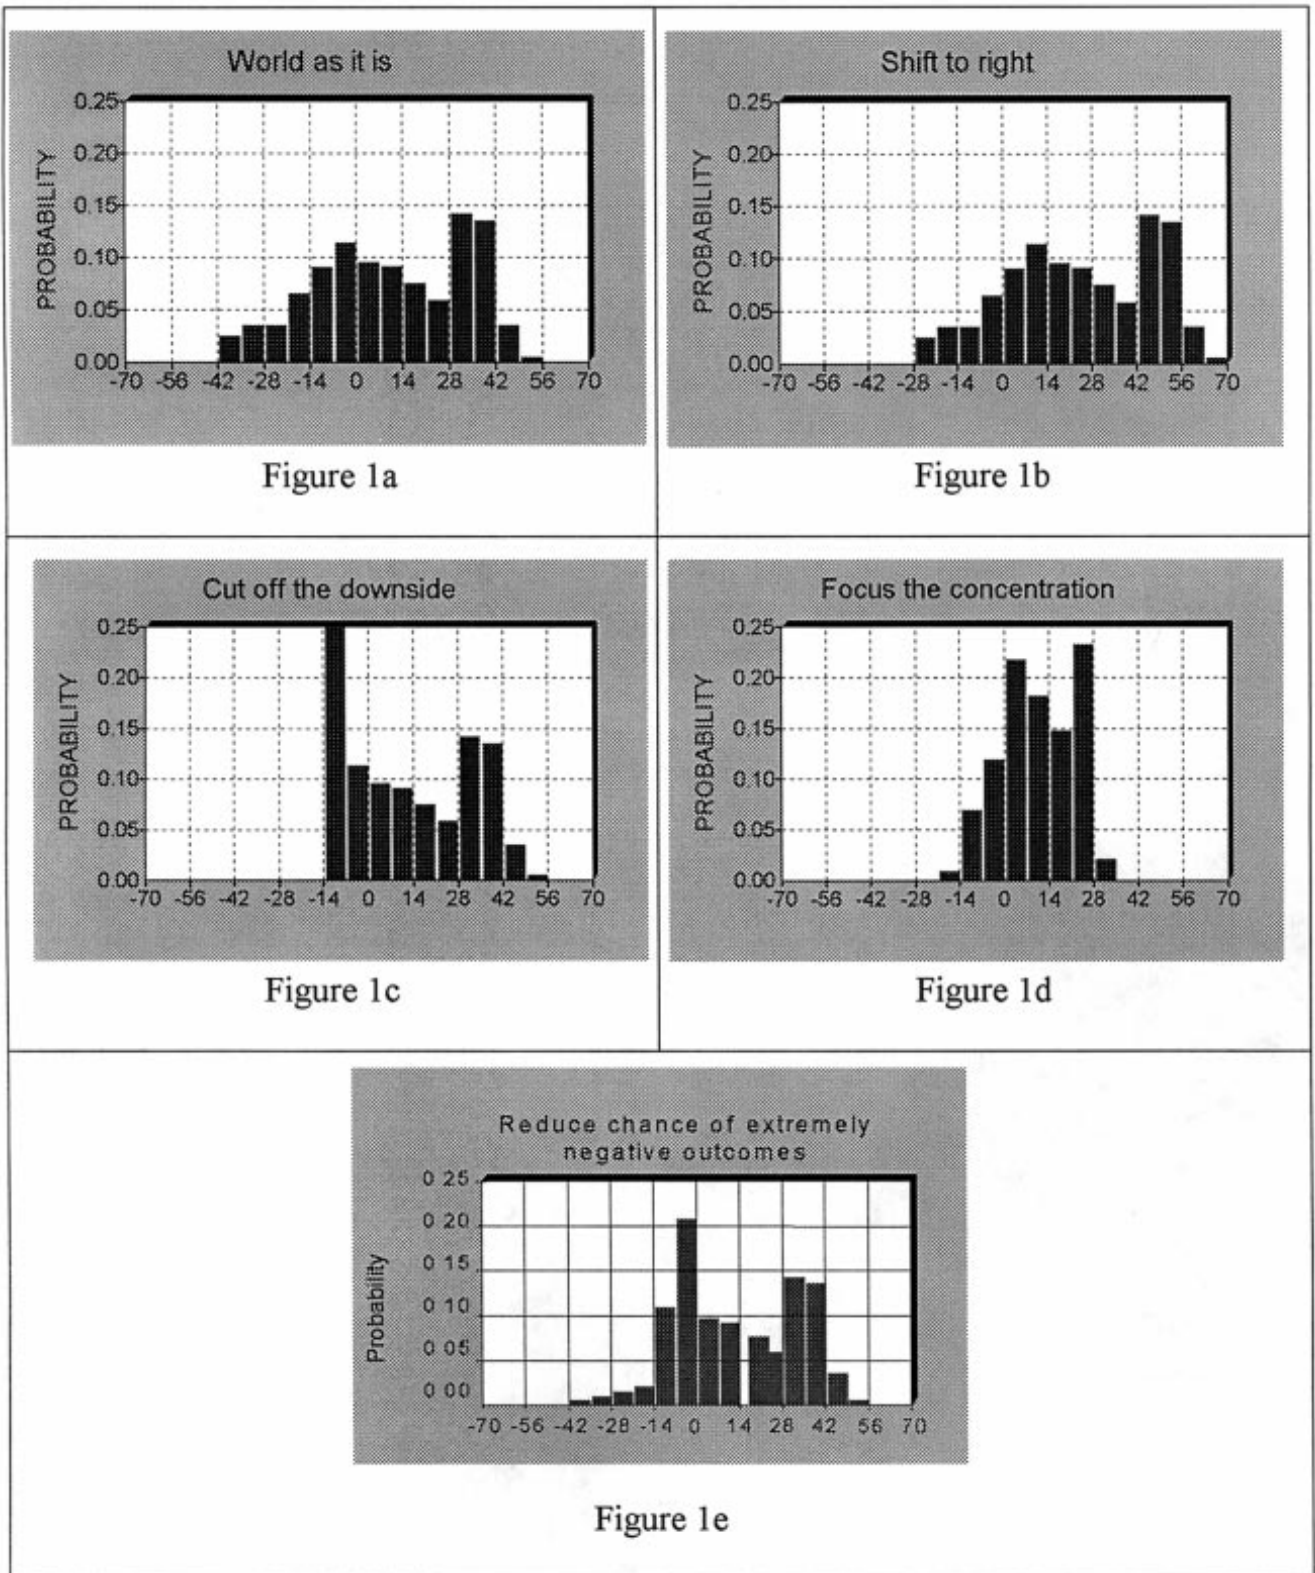 World as it is
PROBABILITY
0.25
0.20
0.15
0.10
0.05
0.00
-70 -56 -42 -28 -14 0 14 28 42 56 70
Figure 1a
Shift to right
PROBABILITY
0.25
0.20
0.15
0.10
0.05
0.00
-70 -56 -42 -28 -14 0 14 28 42 56 70
Figure 1b
Cut off the downside
PROBABILITY
0.25
0.20
0.15
0.10
0.05
0.00
-70 -56 -42 -28 -14 0 14 28 42 56 70
Figure 1c
Focus the concentration
PROBABILITY
0.25
0.20
0.15
0.10
0.05
0.00
-70 -56 -42 -28 -14 0 14 28 42 56 70
Figure 1d
Reduce chance of extremely
negative outcomes
Probability
0 25
0 20
0 15
0 10
0 05
0 00
-70 -56 -42 -28 -14 0 14 28 42 56 70
Figure 1e